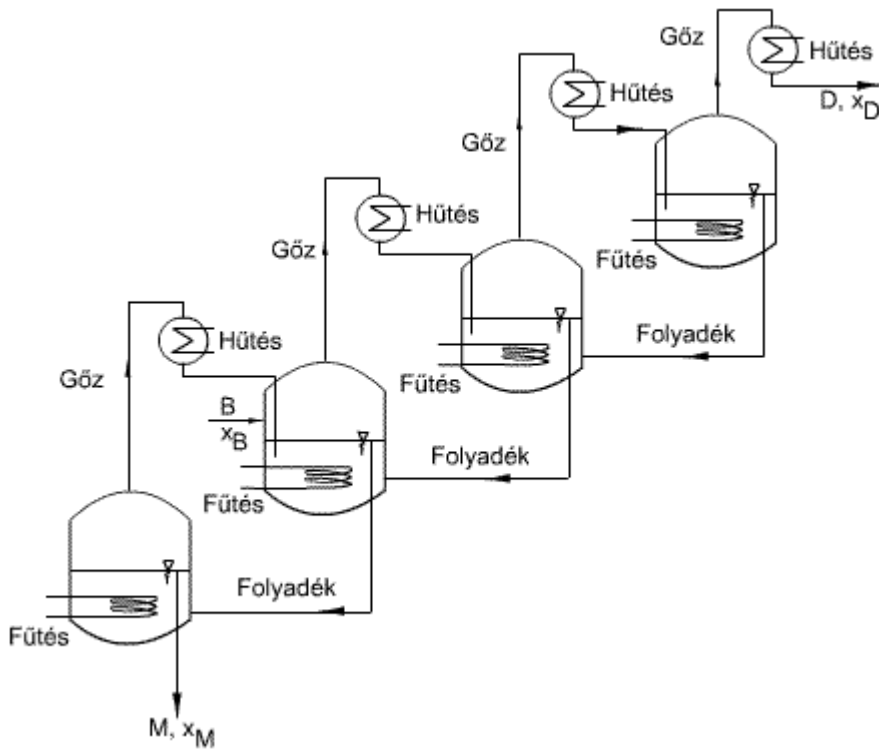 Gőz
Hűtés
D, xD
Gőz
Hűtés
Gőz
Hűtés
Fűtés
Folyadék
Gőz
Hűtés
Fűtés
B
xB
Folyadék
Fűtés
Folyadék
Fűtés
M, xM